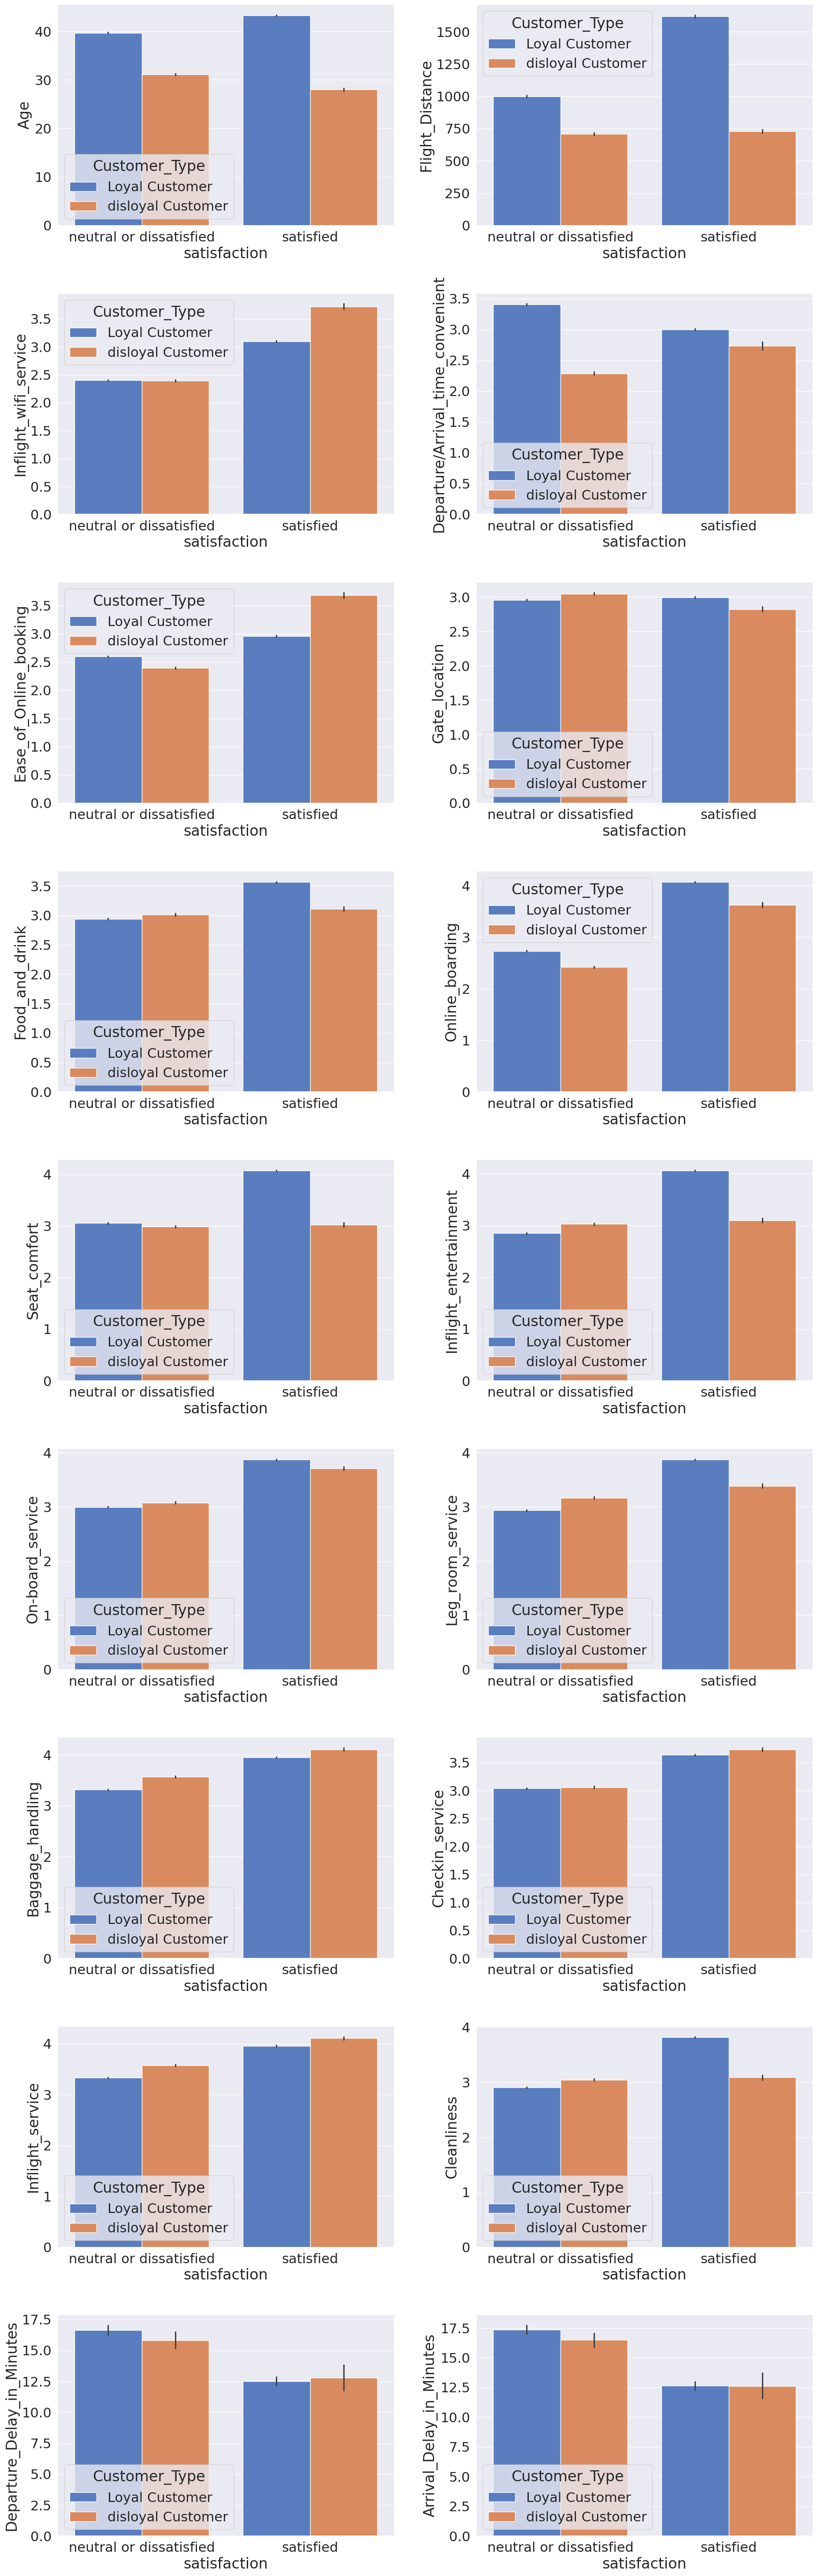 Age
40
30
20
10
0
Customer_Type
Loyal Customer
disloyal Customer
neutral or dissatisfied
satisfied
satisfaction
Flight_Distance
1500
1250
1000
750
500
250
0
Customer_Type
Loyal Customer
disloyal Customer
neutral or dissatisfied
satisfied
satisfaction
Inflight_wifi_service
3.5
3.0
2.5
2.0
1.5
1.0
0.5
0.0
Customer_Type
Loyal Customer
disloyal Customer
neutral or dissatisfied
satisfied
satisfaction
Departure/Arrival_time_convenient
3.5
3.0
2.5
2.0
1.5
1.0
0.5
0.0
Customer_Type
Loyal Customer
disloyal Customer
neutral or dissatisfied
satisfied
satisfaction
Ease_of_Online_booking
3.5
3.0
2.5
2.0
1.5
1.0
0.5
0.0
Customer_Type
Loyal Customer
disloyal Customer
neutral or dissatisfied
satisfied
satisfaction
Gate_location
3.0
2.5
2.0
1.5
1.0
0.5
0.0
Customer_Type
Loyal Customer
disloyal Customer
neutral or dissatisfied
satisfied
satisfaction
Food_and_drink
3.5
3.0
2.5
2.0
1.5
1.0
0.5
0.0
Customer_Type
Loyal Customer
disloyal Customer
neutral or dissatisfied
satisfied
satisfaction
Online_boarding
4
3
2
1
0
Customer_Type
Loyal Customer
disloyal Customer
neutral or dissatisfied
satisfied
satisfaction
Seat_comfort
4
3
2
1
0
Customer_Type
Loyal Customer
disloyal Customer
neutral or dissatisfied
satisfied
satisfaction
Inflight_entertainment
4
3
2
1
0
Customer_Type
Loyal Customer
disloyal Customer
neutral or dissatisfied
satisfied
satisfaction
On-board_service
4
3
2
1
0
Customer_Type
Loyal Customer
disloyal Customer
neutral or dissatisfied
satisfied
satisfaction
Leg_room_service
4
3
2
1
0
Customer_Type
Loyal Customer
disloyal Customer
neutral or dissatisfied
satisfied
satisfaction
Baggage_handling
4
3
2
1
0
Customer_Type
Loyal Customer
disloyal Customer
neutral or dissatisfied
satisfied
satisfaction
Checkin_service
3.5
3.0
2.5
2.0
1.5
1.0
0.5
0.0
Customer_Type
Loyal Customer
disloyal Customer
neutral or dissatisfied
satisfied
satisfaction
Inflight_service
4
3
2
1
0
Customer_Type
Loyal Customer
disloyal Customer
neutral or dissatisfied
satisfied
satisfaction
Cleanliness
4
3
2
1
0
Customer_Type
Loyal Customer
disloyal Customer
neutral or dissatisfied
satisfied
satisfaction
Departure_Delay_in_Minutes
17.5
15.0
12.5
10.0
7.5
5.0
2.5
0.0
Customer_Type
Loyal Customer
disloyal Customer
neutral or dissatisfied
satisfied
satisfaction
Arrival_Delay_in_Minutes
17.5
15.0
12.5
10.0
7.5
5.0
2.5
0.0
Customer_Type
Loyal Customer
disloyal Customer
neutral or dissatisfied
satisfied
satisfaction